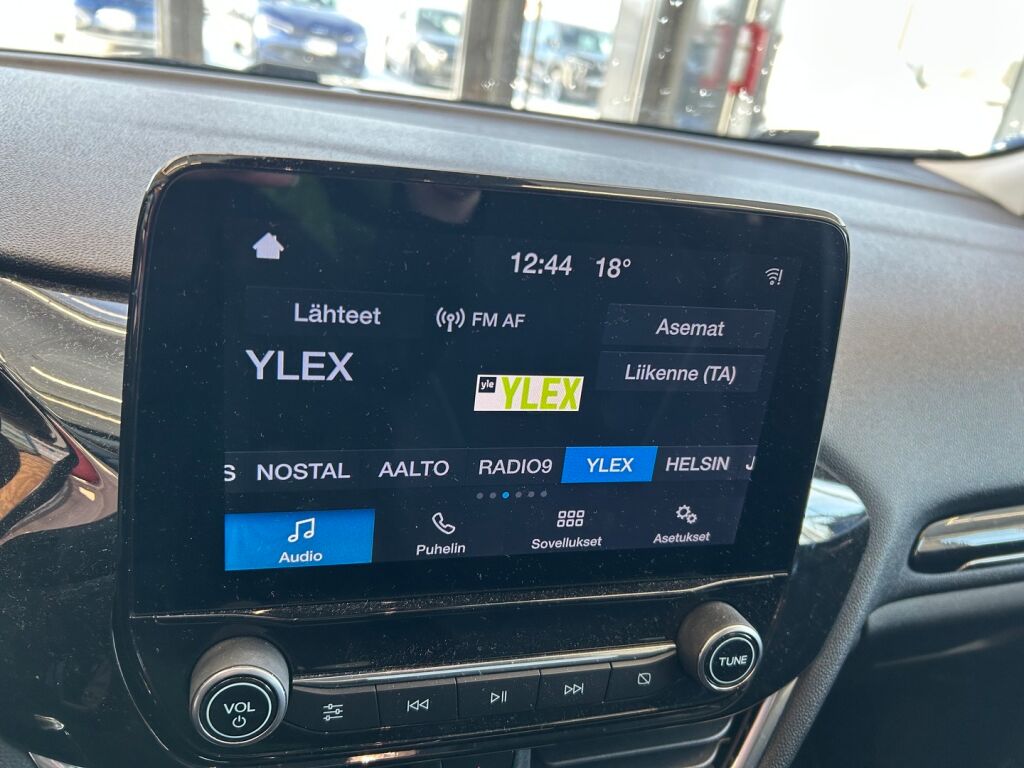 12:44 18°
Lähteet FM AF Asemat
YLEX Liikenne (TA)
yle YLEX
S NOSTAL AALTO RADIO9 YLEX HELSIN J
Audio Puhelin Sovellukset Asetukset
VOL TUNE